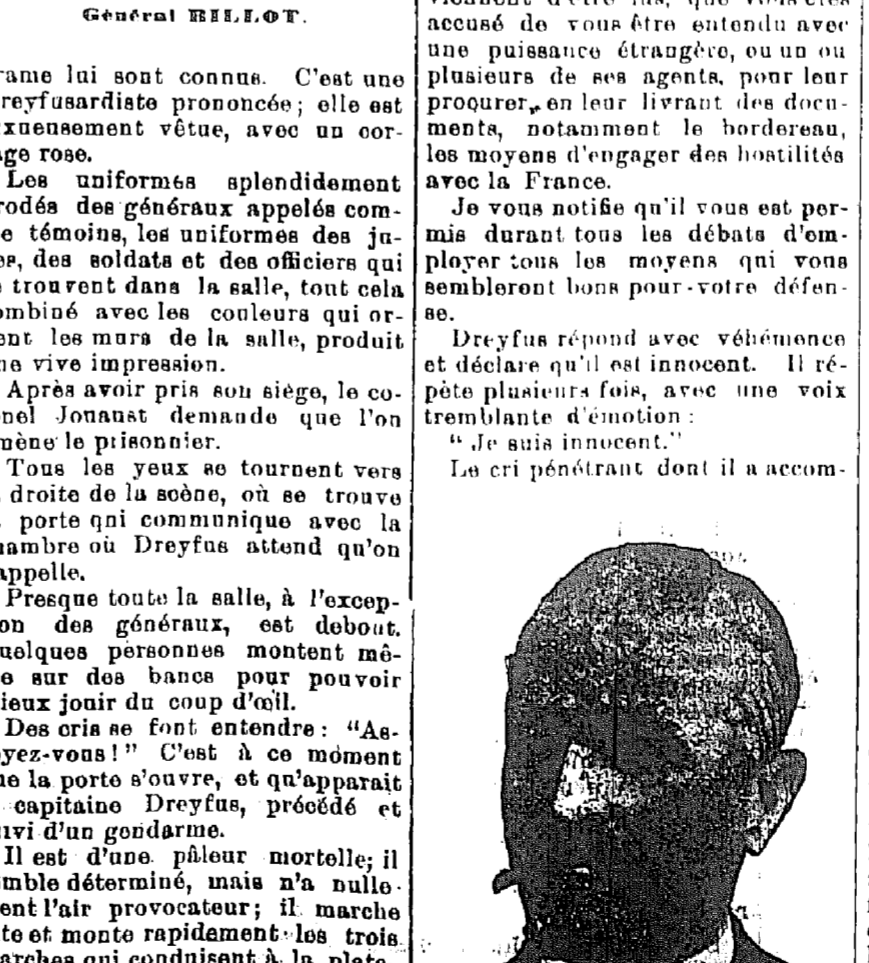 Général BILLOT.
rame lui sont connus. C'est une
reyfusardiste prononcée; elle est
xueusement vêtue, avec un cor-
age rose.
Les uniformes splendidement
rodés des généraux appelés com-
e témoins, les uniformes des ju-
es, des soldats et des officiers qui
e trouvent dans la salle, tout cela
ombiné avec les couleurs qui or-
ent les murs de la salle, produit
ne vive impression.
Après avoir pris son siège, le co-
nel Jouaust demande que l'on
mène le prisonnier.
Tous les yeux se tournent vers
droite de la scène, où se trouve
porte qui communique avec la
ambre où Dreyfus attend qu'on
appelle.
Presque toute la salle, à l'excep-
on des généraux, est debout.
uelques personnes montent mê-
e sur des bancs pour pouvoir
ieux jouir du coup d'œil.
Des cris se font entendre: "As-
yez-vous!" C'est à ce moment
ue la porte s'ouvre, et qu'apparait
capitaine Dreyfus, précédé et
uivi d'un gendarme.
Il est d'une pâleur mortelle; il
mble déterminé, mais n'a nulle-
ent l'air provocateur; il marche
te et monte rapidement les trois
arches qui conduisent à la plate-
accusé de vous être entendu avec
une puissance étrangère, ou un ou
plusieurs de ses agents, pour leur
procurer, en leur livrant des docu-
ments, notamment le bordereau,
les moyens d'engager des hostilités
avec la France.
Je vous notifie qu'il vous est per-
mis durant tous les débats d'em-
ployer tous les moyens qui vous
sembleront bons pour votre défen-
se.
Dreyfus répond avec véhémence
et déclare qu'il est innocent. Il ré-
pète plusieurs fois, avec une voix
tremblante d'émotion:
" Je suis innocent."
Le cri pénétrant dont il a accom-